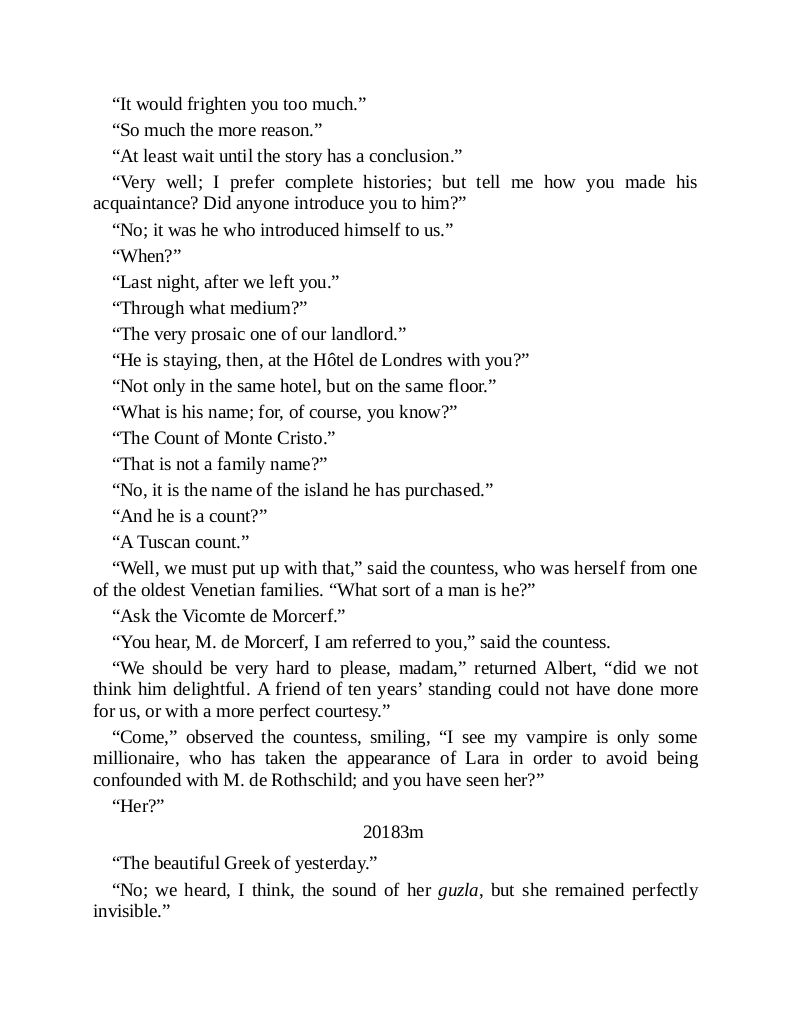 “It would frighten you too much.”
“So much the more reason.”
“At least wait until the story has a conclusion.”
“Very well; I prefer complete histories; but tell me how you made his
acquaintance? Did anyone introduce you to him?”
“No; it was he who introduced himself to us.”
“When?”
“Last night, after we left you.”
“Through what medium?”
“The very prosaic one of our landlord.”
“He is staying, then, at the Hôtel de Londres with you?”
“Not only in the same hotel, but on the same floor.”
“What is his name; for, of course, you know?”
“The Count of Monte Cristo.”
“That is not a family name?”
“No, it is the name of the island he has purchased.”
“And he is a count?”
“A Tuscan count.”
“Well, we must put up with that,” said the countess, who was herself from one
of the oldest Venetian families. “What sort of a man is he?”
“Ask the Vicomte de Morcerf.”
“You hear, M. de Morcerf, I am referred to you,” said the countess.
“We should be very hard to please, madam,” returned Albert, “did we not
think him delightful. A friend of ten years’ standing could not have done more
for us, or with a more perfect courtesy.”
“Come,” observed the countess, smiling, “I see my vampire is only some
millionaire, who has taken the appearance of Lara in order to avoid being
confounded with M. de Rothschild; and you have seen her?”
“Her?”
20183m
“The beautiful Greek of yesterday.”
“No; we heard, I think, the sound of her guzla, but she remained perfectly
invisible.”